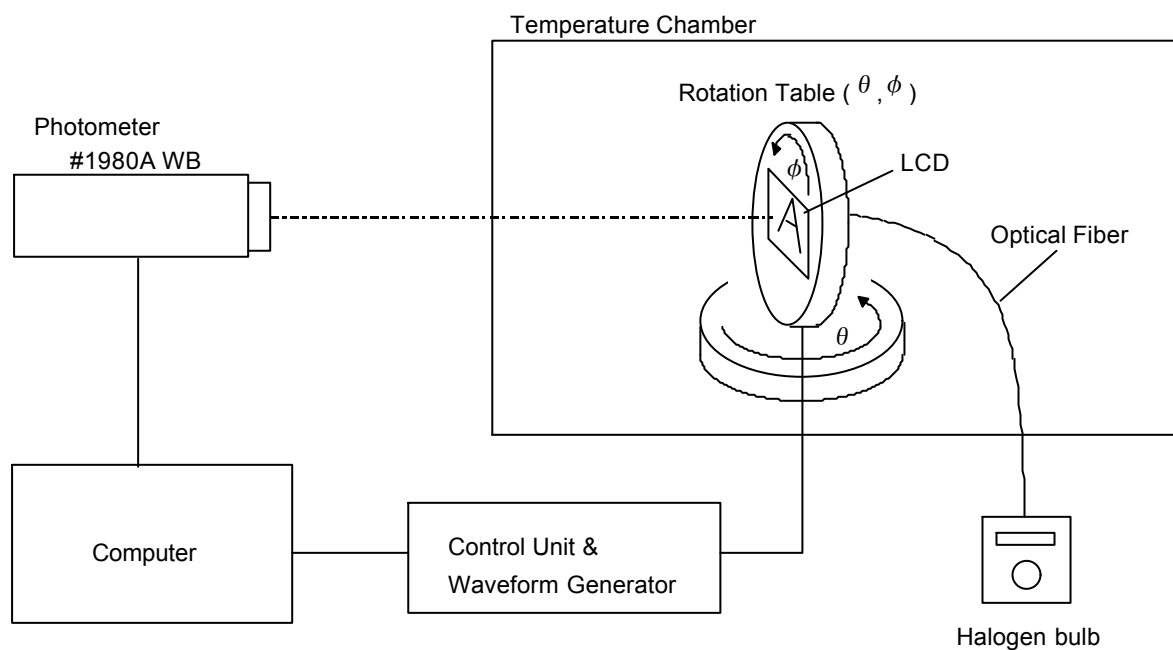 Temperature Chamber
Rotation Table ( θ , ϕ )
Photometer
#1980A WB
ϕ
LCD
A
Optical Fiber
θ
Computer
Control Unit &
Waveform Generator
Halogen bulb